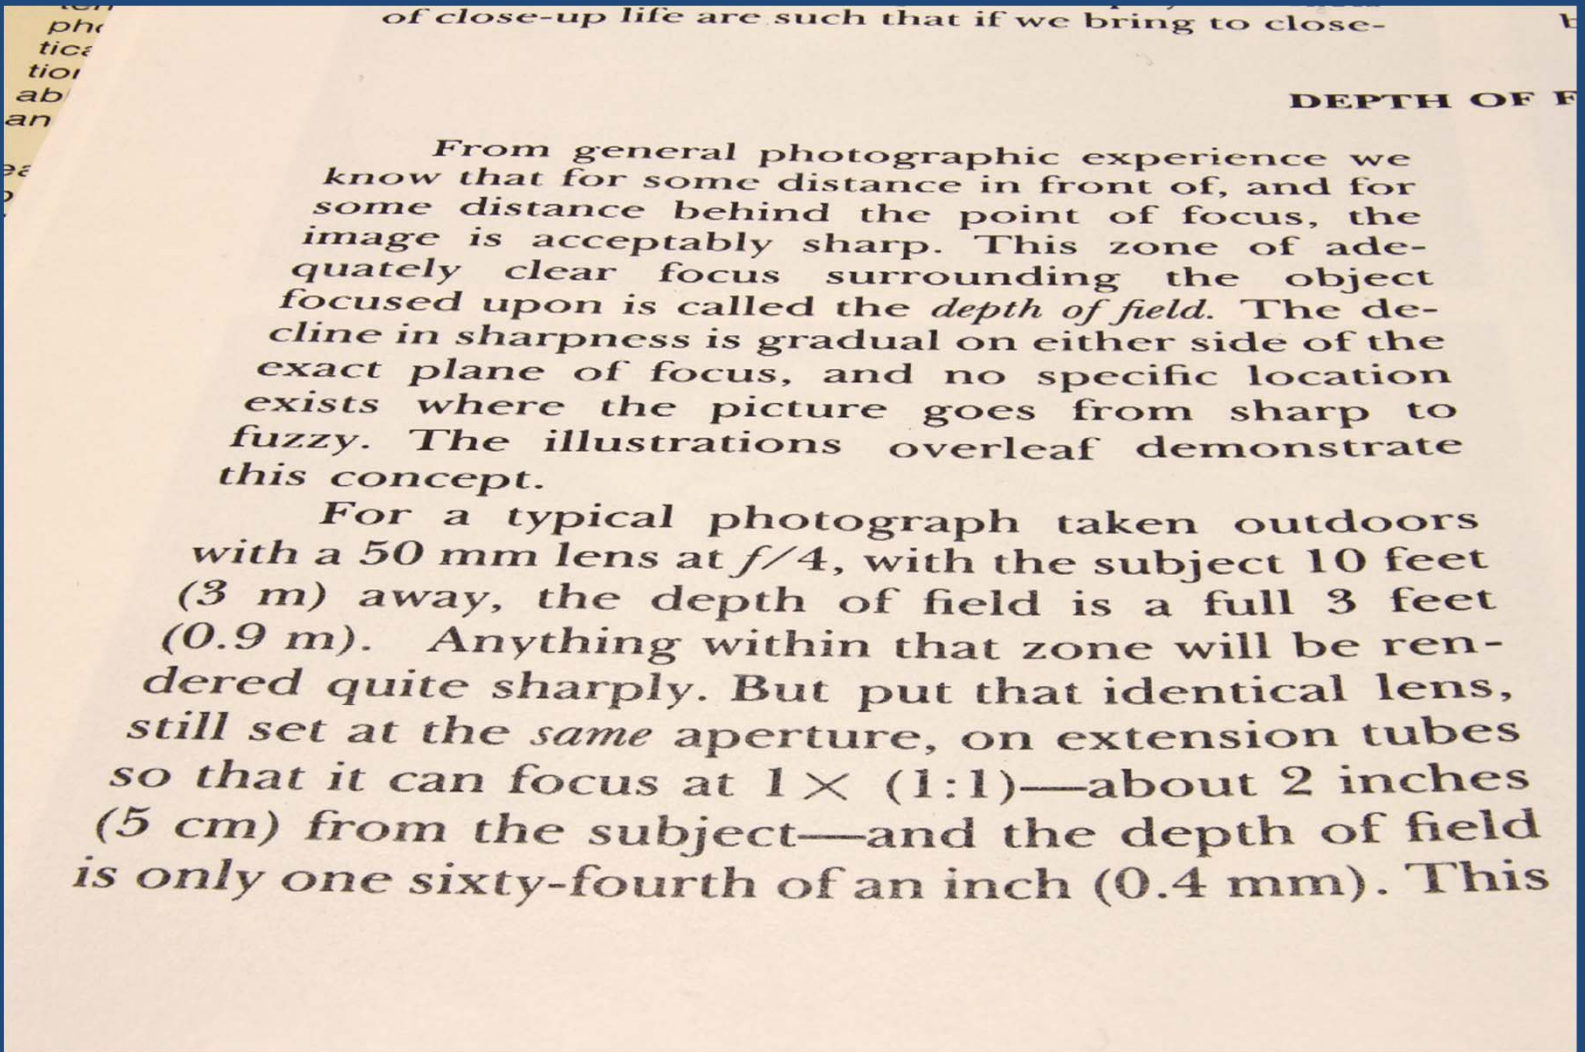 of close-up life are such that if we bring to close-
DEPTH OF
From general photographic experience we
know that for some distance in front of, and for
some distance behind the point of focus, the
image is acceptably sharp. This zone of ade-
quately clear focus surrounding the object
focused upon is called the depth of field. The de-
cline in sharpness is gradual on either side of the
exact plane of focus, and no specific location
exists where the picture goes from sharp to
fuzzy. The illustrations overleaf demonstrate
this concept.
For a typical photograph taken outdoors
with a 50 mm lens at f/4, with the subject 10 feet
(3 m) away, the depth of field is a full 3 feet
(0.9 m). Anything within that zone will be ren-
dered quite sharply. But put that identical lens,
still set at the same aperture, on extension tubes
so that it can focus at 1× (1:1)—about 2 inches
(5 cm) from the subject—and the depth of field
is only one sixty-fourth of an inch (0.4 mm). This